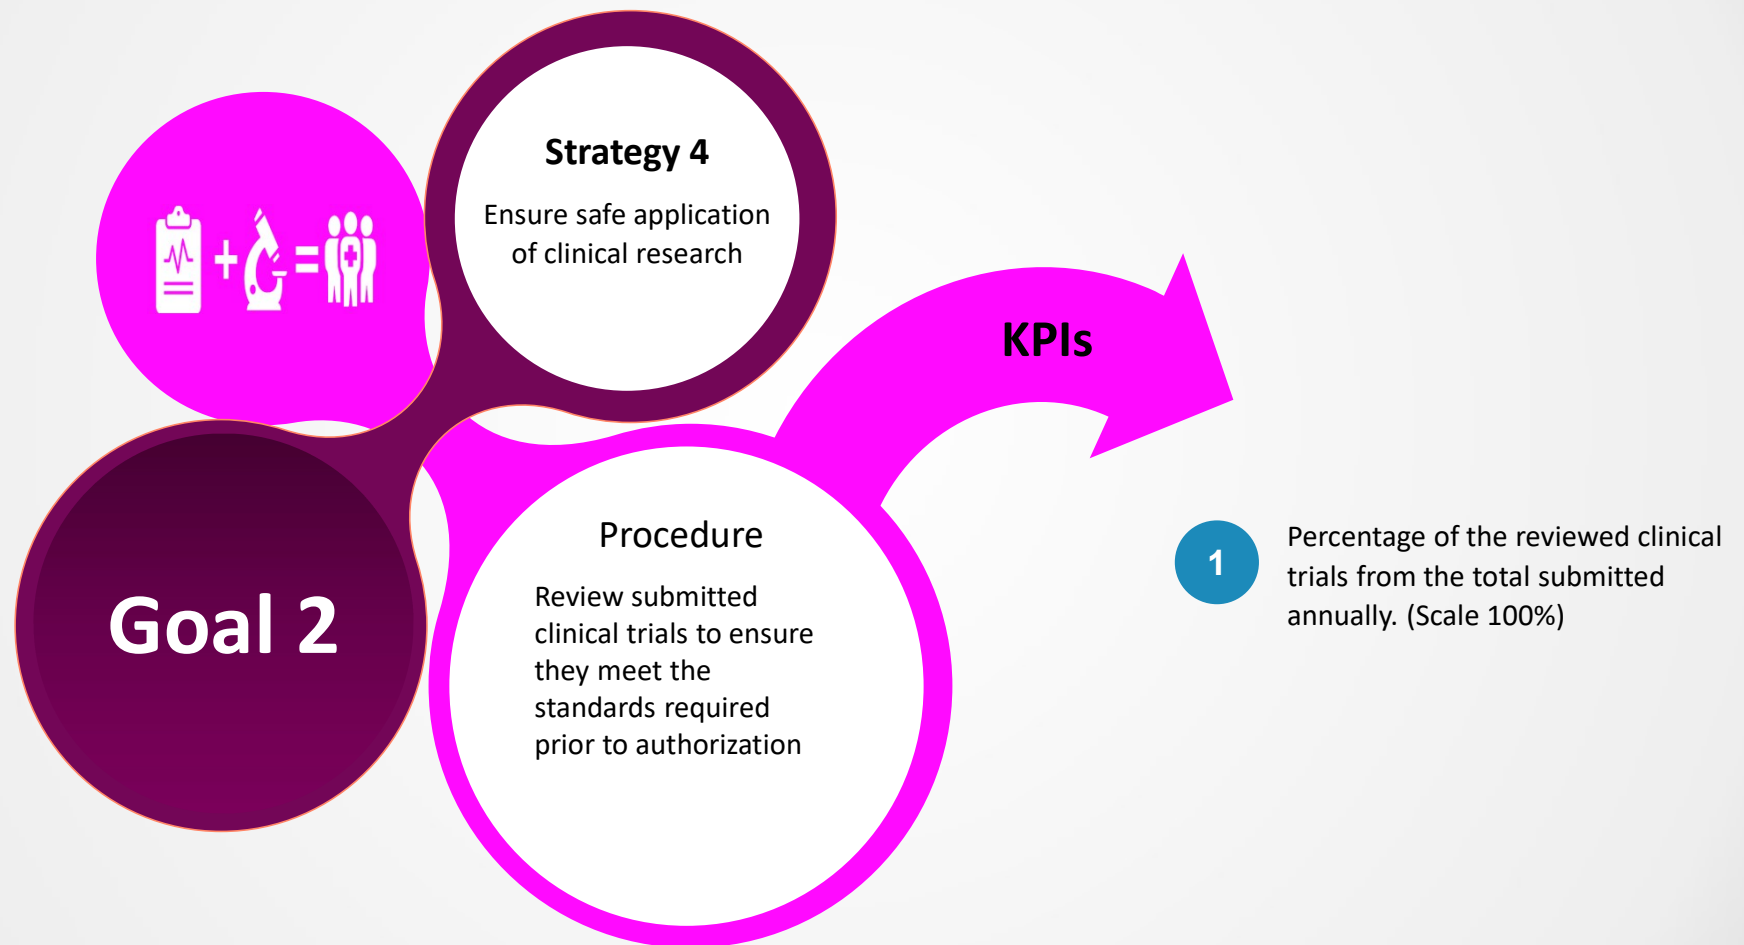 Strategy 4
Ensure safe application
of clinical research
KPIs
Goal 2
Procedure
Review submitted
clinical trials to ensure
they meet the
standards required
prior to authorization
1
Percentage of the reviewed clinical
trials from the total submitted
annually. (Scale 100%)